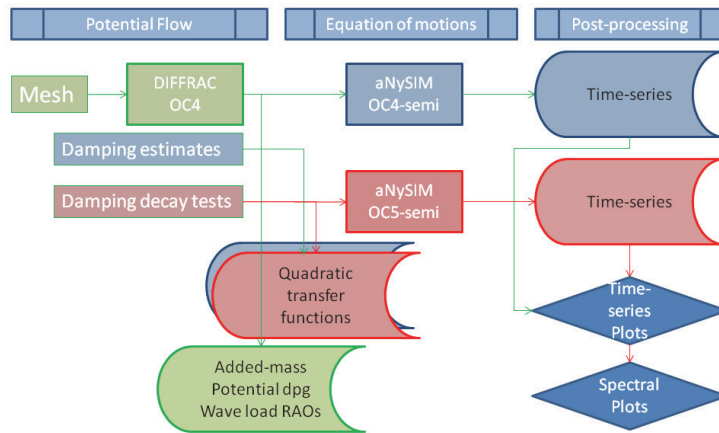 Potential Flow
Equation of motions
Post-processing
Mesh
DIFFRAC
OC4
aNySIM
OC4-semi
Time-series
Damping estimates
Damping decay tests
aNySIM
OC5-semi
Time-series
Quadratic
transfer
functions
Time-
series
Plots
Added-mass
Potential dpg
Wave load RAOs
Spectral
Plots